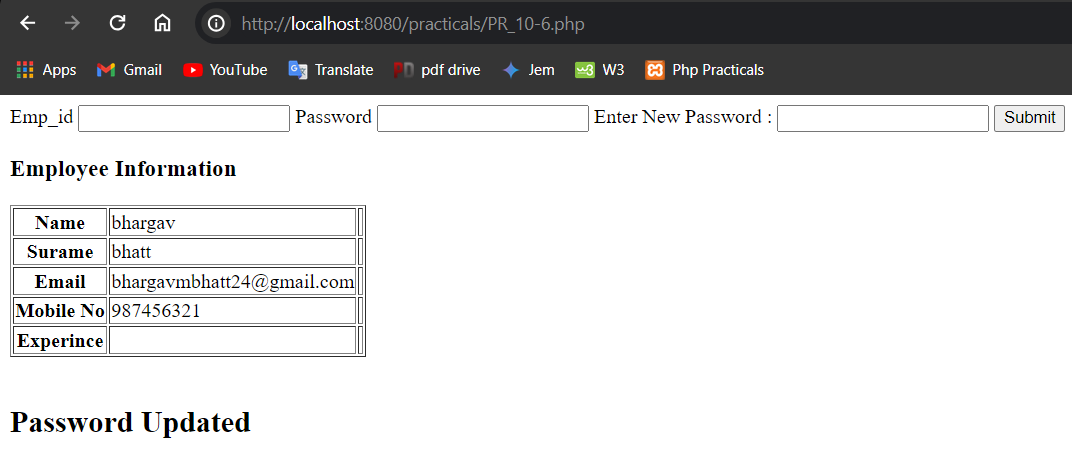 http://localhost:8080/practicals/PR_10-6.php
Apps Gmail YouTube Translate PD pdf drive Jem W3 Php Practicals
Emp_id Password Enter New Password : Submit
Employee Information
Name bhargav
Surame bhatt
Email bhargavmbhatt24@gmail.com
Mobile No 987456321
Experince
Password Updated